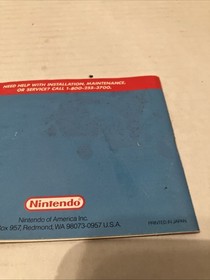 NEED HELP WITH INSTALLATION, MAINTENANCE,
OR SERVICE? CALL 1-800-255-3700.
Nintendo
Nintendo of America Inc.
Box 957, Redmond, WA 98073-0957 U.S.A.
PRINTED IN JAPAN